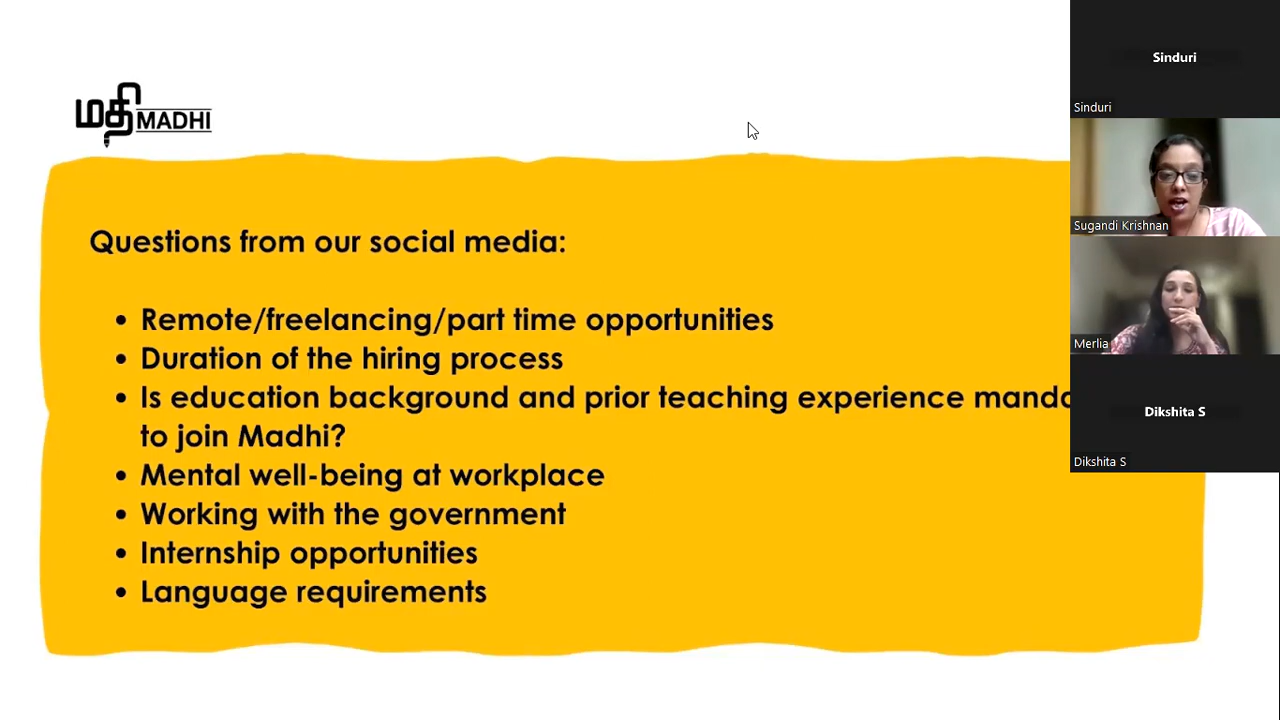 மதி MADHI
Questions from our social media:
• Remote/freelancing/part time opportunities
• Duration of the hiring process
• Is education background and prior teaching experience
to join Madhi?
• Mental well-being at workplace
• Working with the government
• Internship opportunities
• Language requirements
Sinduri
Sinduri
Sugandi Krishnan
Merlia
Dikshita S
Dikshita S